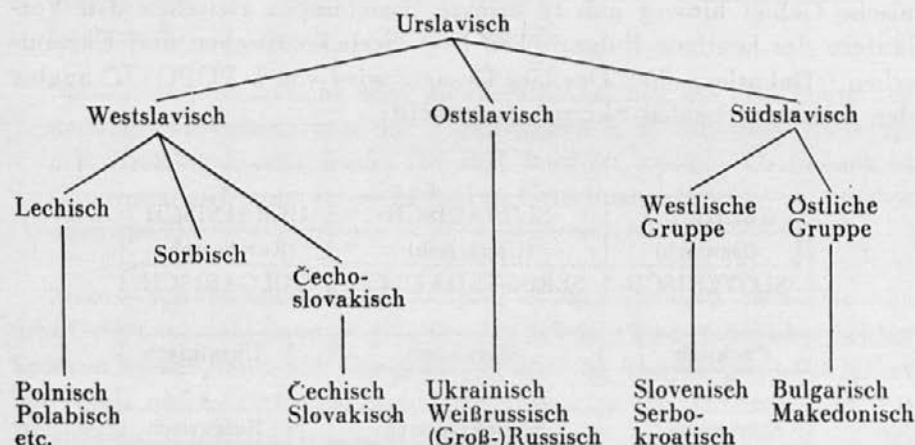 Urslavisch
Westslavisch
Ostslavisch
Südslavisch
Lechisch
Sorbisch
Čecho-
slovakisch
Westlische
Gruppe
Östliche
Gruppe
Polnisch
Polabisch
etc.
Čechisch
Slovakisch
Ukrainisch
Weißrussisch
(Groß-)Russisch
Slovenisch
Serbo-
kroatisch
Bulgarisch
Makedonisch